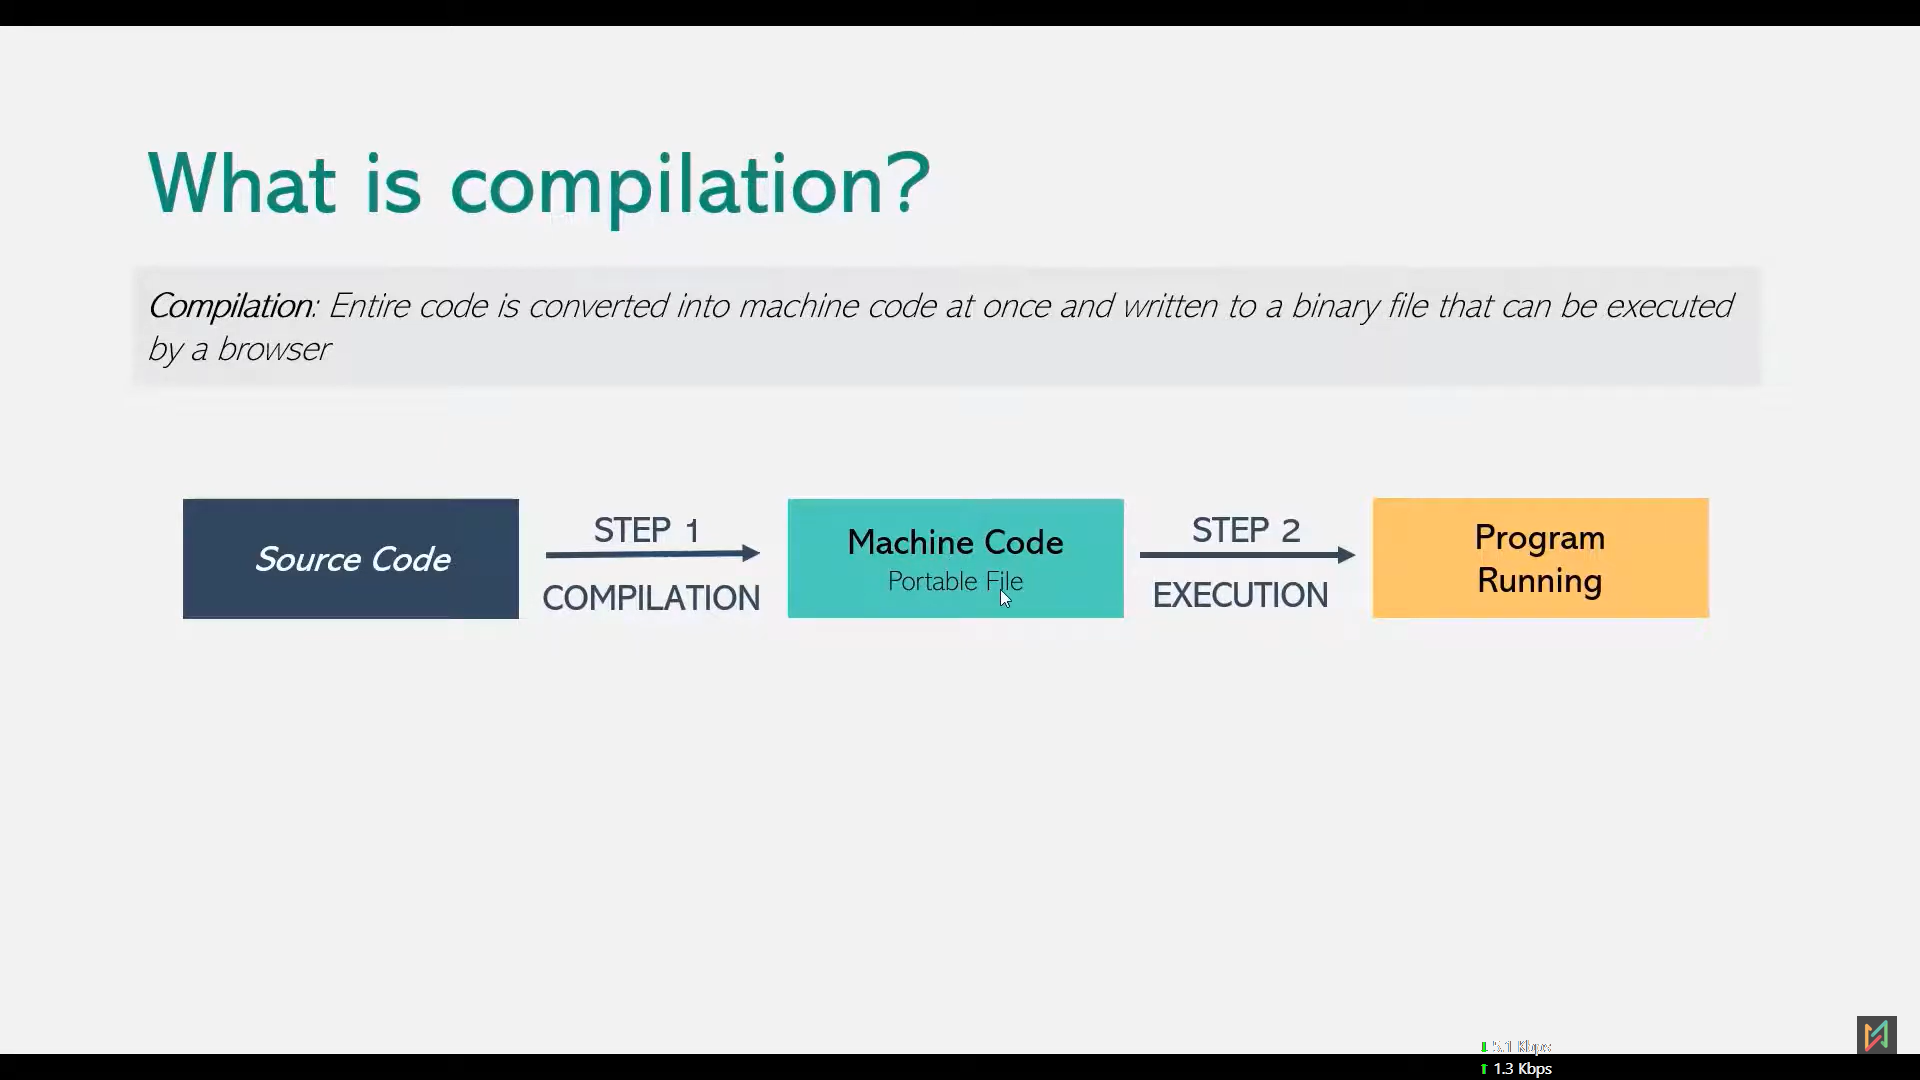 What is compilation?
Compilation: Entire code is converted into machine code at once and written to a binary file that can be executed
by a browser
Source Code
STEP 1
COMPILATION
Machine Code
Portable File
STEP 2
EXECUTION
Program
Running
5.1 Kbps
1.3 Kbps